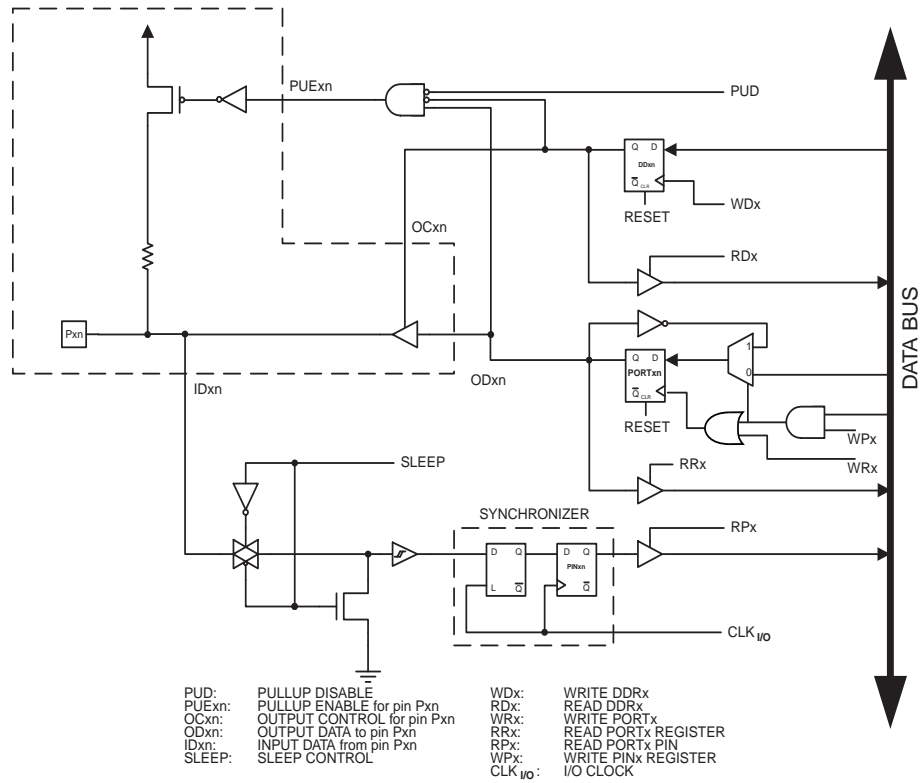 PUExn
PUD
Q D
DDxn
Q CLR
WDx
RESET
OCxn
RDx
Pxn
1
Q D
ODxn
PORTxn
0
IDxn
Q CLR
RESET
WPx
WRx
SLEEP
RRx
SYNCHRONIZER
RPx
D Q
L Q
D Q
PINxn
Q
CLK I/O
DATA BUS
PUD: PULLUP DISABLE
PUExn: PULLUP ENABLE for pin Pxn
OCxn: OUTPUT CONTROL for pin Pxn
ODxn: OUTPUT DATA to pin Pxn
IDxn: INPUT DATA from pin Pxn
SLEEP: SLEEP CONTROL
WDx: WRITE DDRx
RDx: READ DDRx
WRx: WRITE PORTx
RRx: READ PORTx REGISTER
RPx: READ PORTx PIN
WPx: WRITE PINx REGISTER
CLK I/O: I/O CLOCK